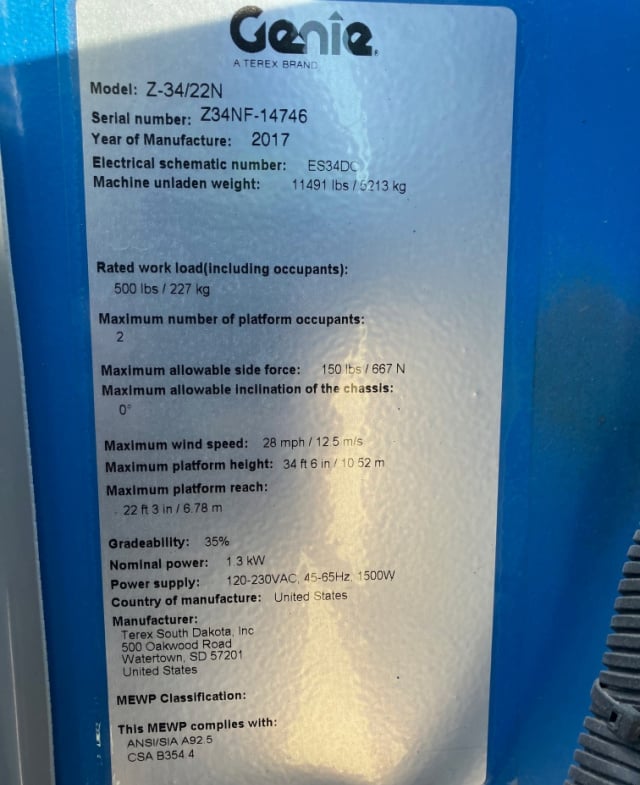 Genie
A TEREX BRAND
Model: Z-34/22N
Serial number: Z34NF-14746
Year of Manufacture: 2017
Electrical schematic number: ES34DC
Machine unladen weight: 11491 lbs / 5213 kg
Rated work load(including occupants):
500 lbs / 227 kg
Maximum number of platform occupants:
2
Maximum allowable side force: 150 lbs / 667 N
Maximum allowable inclination of the chassis:
0°
Maximum wind speed: 28 mph / 12.5 m/s
Maximum platform height: 34 ft 6 in / 10.52 m
Maximum platform reach:
22 ft 3 in / 6.78 m
Gradeability: 35%
Nominal power: 1.3 kW
Power supply: 120-230VAC, 45-65Hz, 1500W
Country of manufacture: United States
Manufacturer:
Terex South Dakota, Inc
500 Oakwood Road
Watertown, SD 57201
United States
MEWP Classification:
This MEWP complies with:
ANSI/SIA A92.5
CSA B354.4